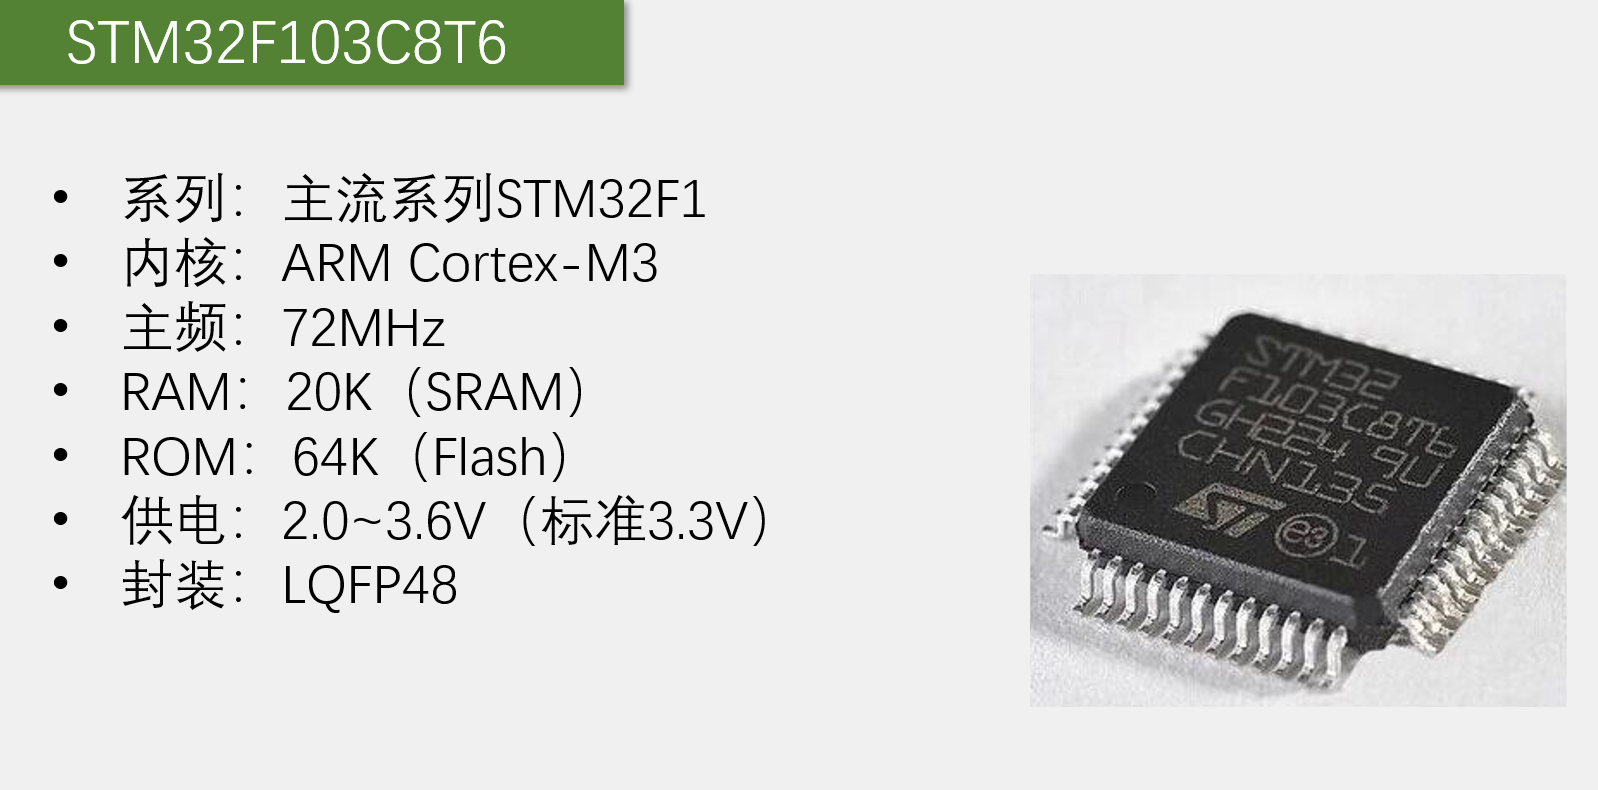 STM32F103C8T6
• 系列：主流系列STM32F1
• 内核：ARM Cortex-M3
• 主频：72MHz
• RAM：20K（SRAM）
• ROM：64K（Flash）
• 供电：2.0~3.6V（标准3.3V）
• 封装：LQFP48
STM32
F103C8T6
GH224 9U
CHN135
ST e3 1